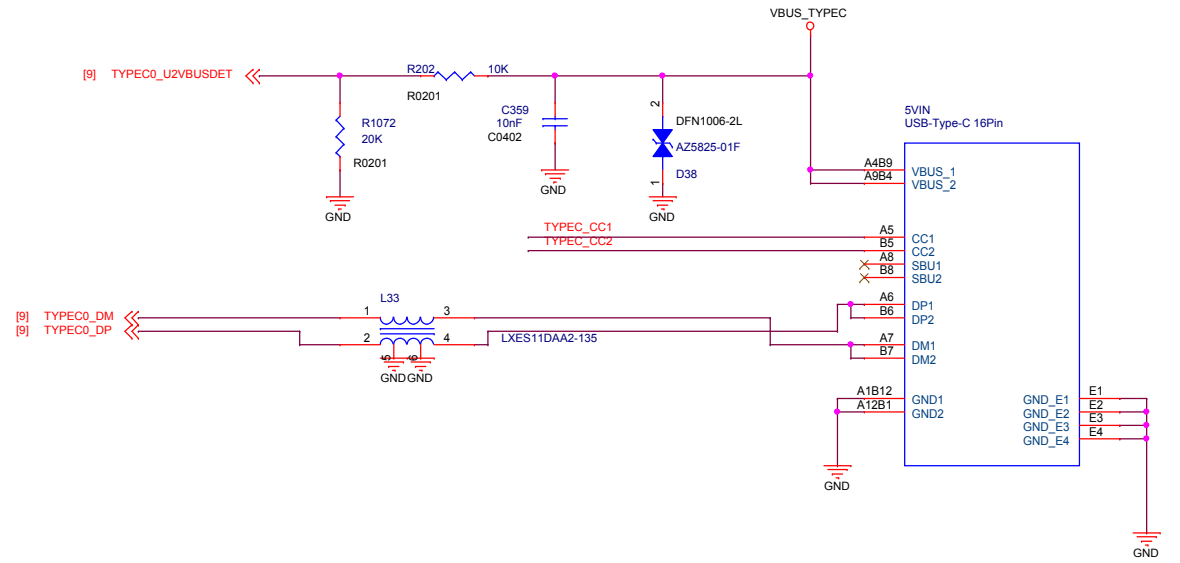 VBUS_TYPEC
[9] TYPEC0_U2VBUSDET
R202 10K
R0201
R1072
20K
R0201
GND
C359
10nF
C0402
GND
2
DFN1006-2L
AZ5825-01F
D38
1
GND
5VIN
USB-Type-C 16Pin
A4B9 VBUS_1
A9B4 VBUS_2
TYPEC_CC1 A5 CC1
TYPEC_CC2 B5 CC2
A8 SBU1
B8 SBU2
A6 DP1
B6 DP2
A7 DM1
B7 DM2
A1B12 GND1
A12B1 GND2
GND_E1 E1
GND_E2 E2
GND_E3 E3
GND_E4 E4
L33
[9] TYPEC0_DM 1 3
[9] TYPEC0_DP 2 4
LXES11DAA2-135
5 6
GND GND
GND
GND